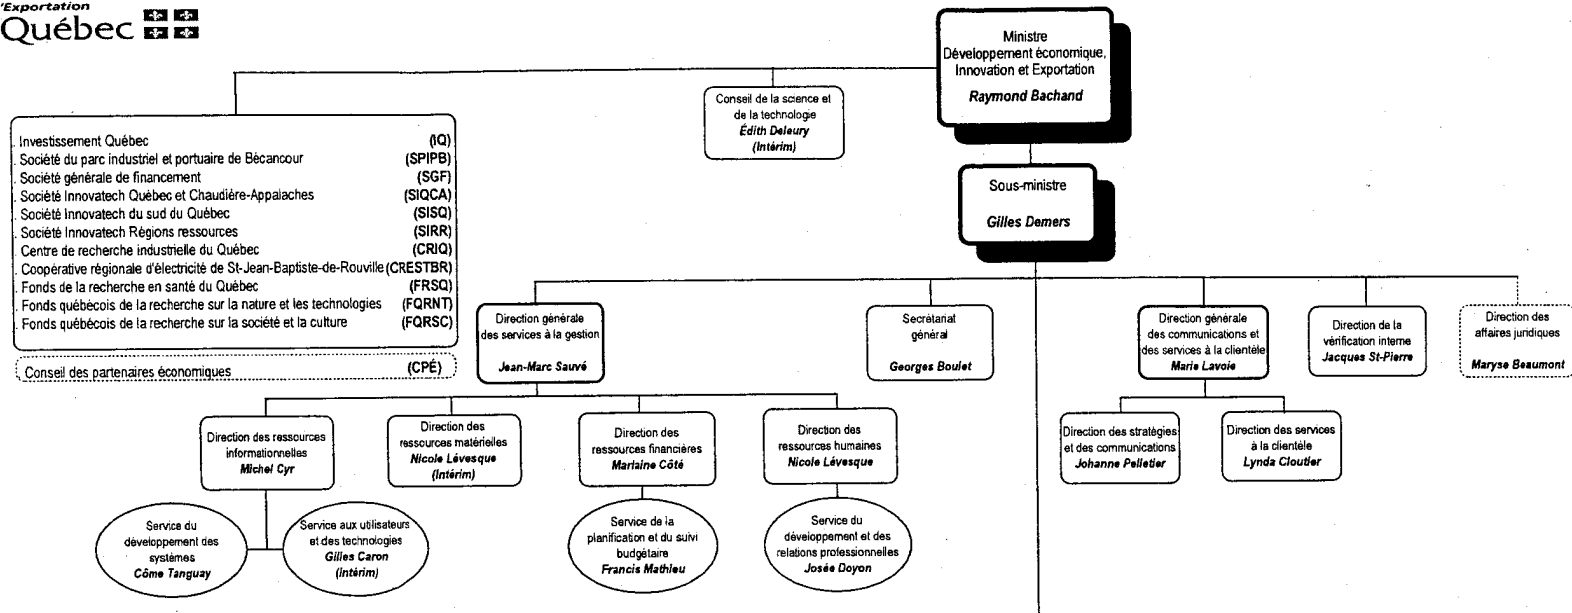 'Exportation
Québec
Ministre
Développement économique,
Innovation et Exportation
Raymond Bachand
Conseil de la science et
de la technologie
Édith Deleury
(Intérim)
. Investissement Québec (IQ)
. Société du parc industriel et portuaire de Bécancour (SPIPB)
. Société générale de financement (SGF)
. Société Innovatech Québec et Chaudière-Appalaches (SIQCA)
. Société Innovatech du sud du Québec (SISQ)
. Société Innovatech Régions ressources (SIRR)
. Centre de recherche industrielle du Québec (CRIQ)
. Coopérative régionale d'électricité de St-Jean-Baptiste-de-Rouville (CRESTBR)
. Fonds de la recherche en santé du Québec (FRSQ)
. Fonds québécois de la recherche sur la nature et les technologies (FQRNT)
. Fonds québécois de la recherche sur la société et la culture (FQRSC)
. Conseil des partenaires économiques (CPÉ)
Sous-ministre
Gilles Demers
Direction générale
des services à la gestion
Jean-Marc Sauvé
Secrétariat
général
Georges Boulet
Direction générale
des communications et
des services à la clientèle
Marie Lavoie
Direction de la
vérification interne
Jacques St-Pierre
Direction des
affaires juridiques
Maryse Beaumont
Direction des ressources
informationnelles
Michel Cyr
Direction des
ressources matérielles
Nicole Lévesque
(Intérim)
Direction des
ressources financières
Marlaine Côté
Direction des
ressources humaines
Nicole Lévesque
Direction des stratégies
et des communications
Johanne Pelletier
Direction des services
à la clientèle
Lynda Cloutier
Service du
développement des
systèmes
Côme Tanguay
Service aux utilisateurs
et des technologies
Gilles Caron
(Intérim)
Service de la
planification et du suivi
budgétaire
Francis Mathieu
Service du
développement et des
relations professionnelles
Josée Doyon